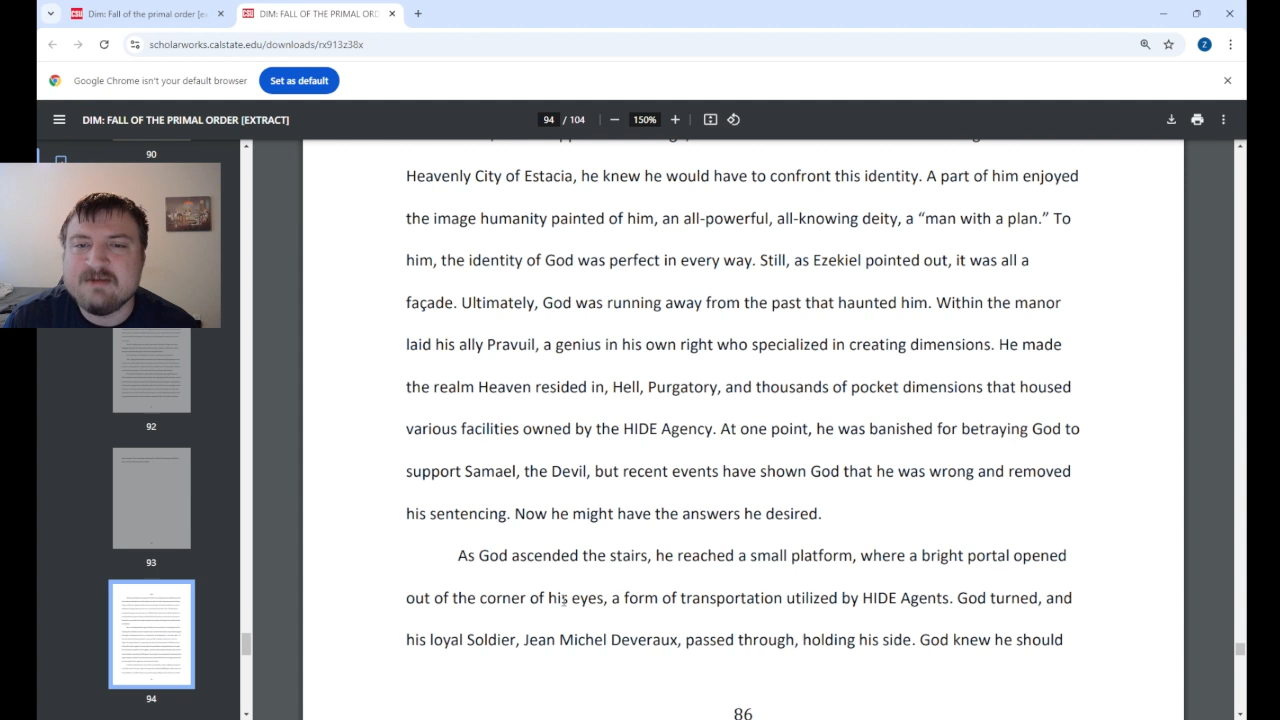 Dim: Fall of the primal order [e
DIM: FALL OF THE PRIMAL ORD
scholarworks.calstate.edu/downloads/rx913z38x
Z
Google Chrome isn't your default browser
Set as default
DIM: FALL OF THE PRIMAL ORDER [EXTRACT]
94 / 104
150%
90
92
93
94
Heavenly City of Estacia, he knew he would have to confront this identity. A part of him enjoyed
the image humanity painted of him, an all-powerful, all-knowing deity, a “man with a plan.” To
him, the identity of God was perfect in every way. Still, as Ezekiel pointed out, it was all a
façade. Ultimately, God was running away from the past that haunted him. Within the manor
laid his ally Pravuil, a genius in his own right who specialized in creating dimensions. He made
the realm Heaven resided in, Hell, Purgatory, and thousands of pocket dimensions that housed
various facilities owned by the HIDE Agency. At one point, he was banished for betraying God to
support Samael, the Devil, but recent events have shown God that he was wrong and removed
his sentencing. Now he might have the answers he desired.
As God ascended the stairs, he reached a small platform, where a bright portal opened
out of the corner of his eyes, a form of transportation utilized by HIDE Agents. God turned, and
his loyal Soldier, Jean-Michel Deveraux, passed through, holding his side. God knew he should
86